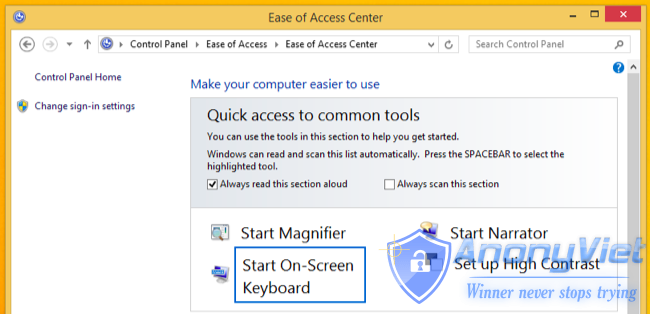 Ease of Access Center
Control Panel Ease of Access Ease of Access Center
Search Control Panel
Control Panel Home
Change sign-in settings
Make your computer easier to use
Quick access to common tools
You can use the tools in this section to help you get started.
Windows can read and scan this list automatically. Press the SPACEBAR to select the
highlighted tool.
Always read this section aloud Always scan this section
Start Magnifier Start Narrator
Start On-Screen
Keyboard
Set up High Contrast
AnonyViet
Winner never stops trying